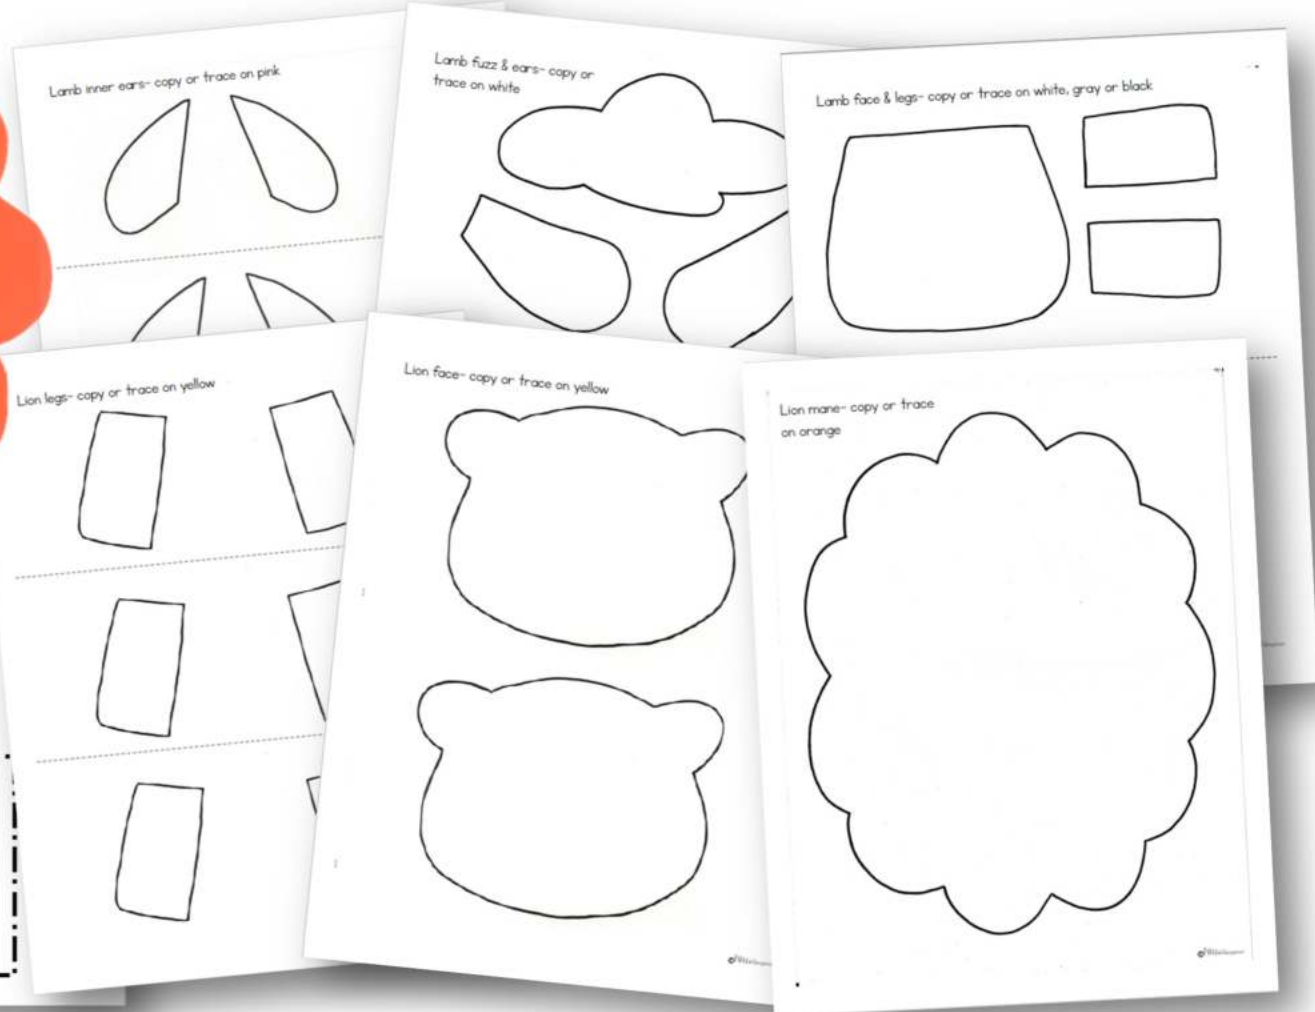 Lamb inner ears- copy or trace on pink
Lamb fuzz & ears- copy or
trace on white
Lamb face & legs- copy or trace on white, gray or black
Lion legs- copy or trace on yellow
Lion face- copy or trace on yellow
Lion mane- copy or trace
on orange